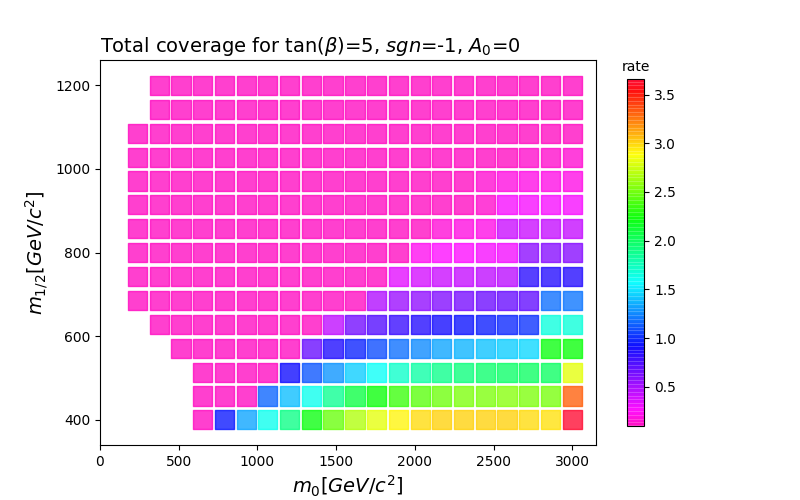 Total coverage for tan(β)=5, sgn=-1, A₀=0
rate
m₁/₂[GeV/c²]
1200
1000
800
600
400
0 500 1000 1500 2000 2500 3000
m₀[GeV/c²]
3.5
3.0
2.5
2.0
1.5
1.0
0.5